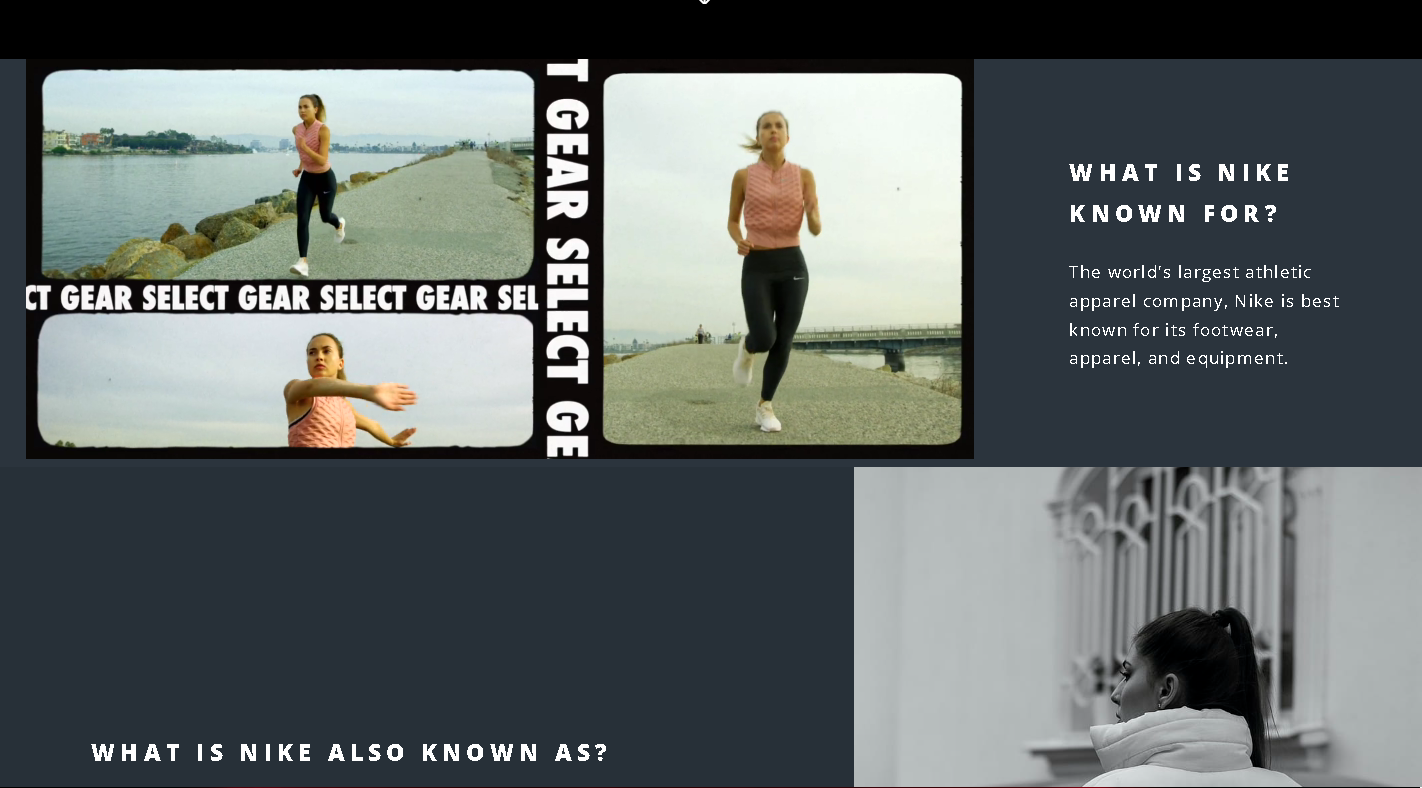 CT GEAR SELECT GEAR SELECT GEAR SEL
T GEAR SELECT GE
WHAT IS NIKE
KNOWN FOR?
The world's largest athletic
apparel company, Nike is best
known for its footwear,
apparel, and equipment.
WHAT IS NIKE ALSO KNOWN AS?